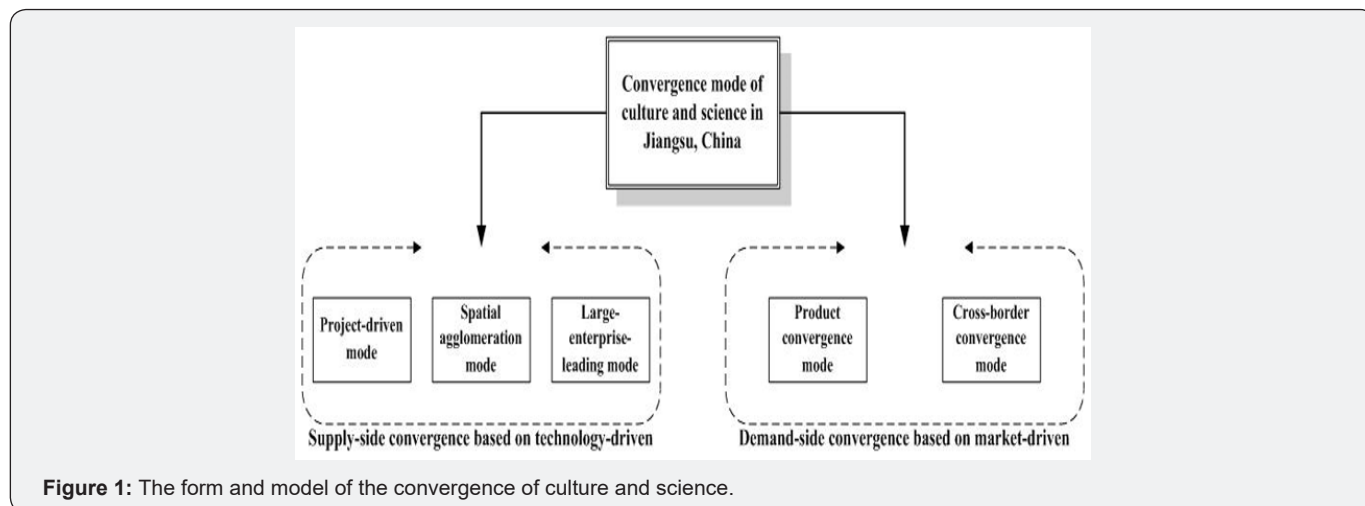 Convergence mode of
culture and science in
Jiangsu, China
Project-driven
mode
Spatial
agglomeration
mode
Large-
enterprise-
leading mode
Product
convergence
mode
Cross-border
convergence
mode
Supply-side convergence based on technology-driven
Demand-side convergence based on market-driven
Figure 1: The form and model of the convergence of culture and science.